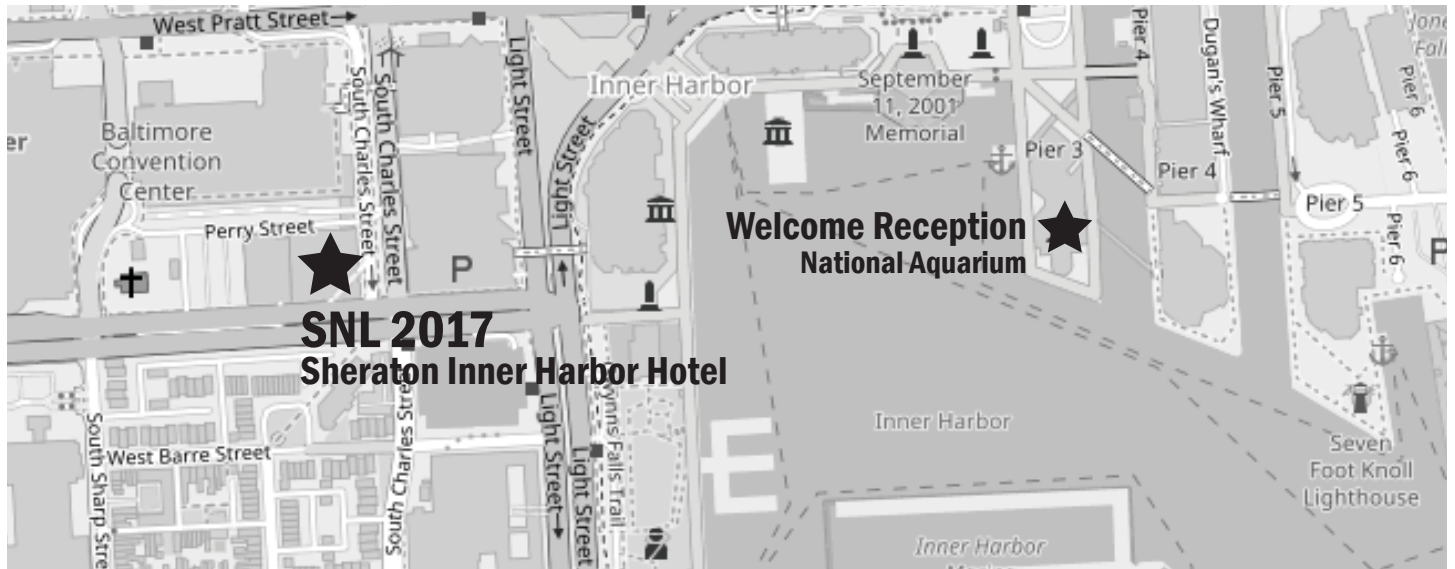 West Pratt Street
South Charles Street
South Charles Street
Light Street
Light Street
Inner Harbor
September
11, 2001
Memorial
Pier 3
Pier 4
Pier 4
Dugan's Wharf
Pier 5
Pier 5
Pier 6
Pier 6
Pier 6
Baltimore
Convention
Center
Perry Street
P
Welcome Reception
National Aquarium
SNL 2017
Sheraton Inner Harbor Hotel
South Sharp Stre
West Barre Street
South Charles Street
Light Street
Light Street
wynns Falls Trail
Inner Harbor
Seven
Foot Knoll
Lighthouse
Inner Harbor